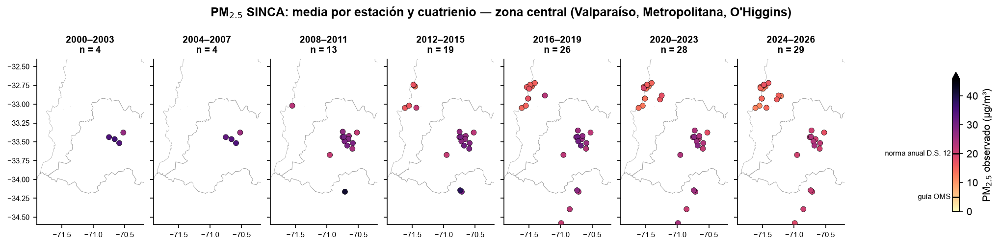 PM2.5 SINCA: media por estación y cuatrienio — zona central (Valparaíso, Metropolitana, O'Higgins)
2000–2003
n = 4
2004–2007
n = 4
2008–2011
n = 13
2012–2015
n = 19
2016–2019
n = 26
2020–2023
n = 28
2024–2026
n = 29
−32.50
−32.75
−33.00
−33.25
−33.50
−33.75
−34.00
−34.25
−34.50
−71.5 −71.0 −70.5
−71.5 −71.0 −70.5
−71.5 −71.0 −70.5
−71.5 −71.0 −70.5
−71.5 −71.0 −70.5
−71.5 −71.0 −70.5
−71.5 −71.0 −70.5
norma anual D.S. 12
guía OMS
40
30
20
10
0
PM2.5 observado (µg/m³)